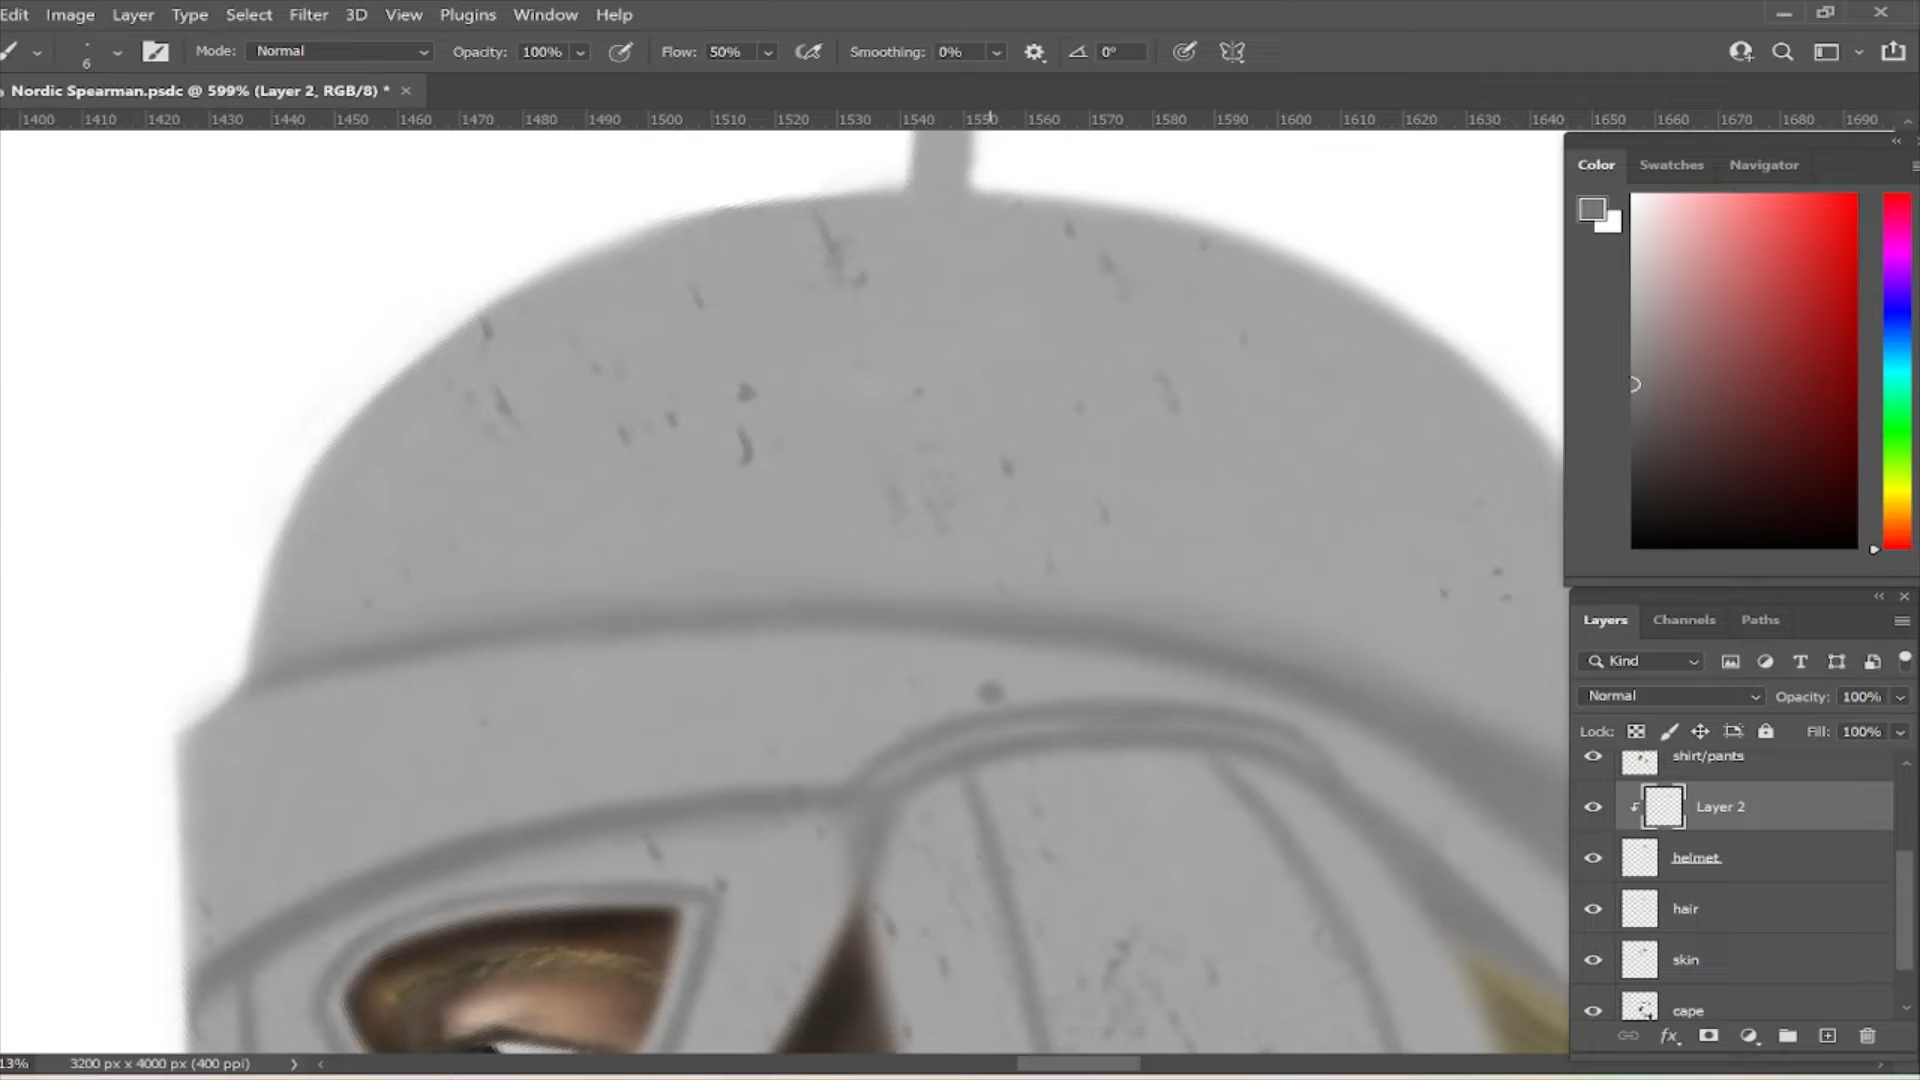 Edit Image Layer Type Select Filter 3D View Plugins Window Help
6 Mode: Normal Opacity: 100% Flow: 50% Smoothing: 0% 0°
Nordic Spearman.psdc @ 599% (Layer 2, RGB/8) * ×
1400 1410 1420 1430 1440 1450 1460 1470 1480 1490 1500 1510 1520 1530 1540 1550 1560 1570 1580 1590 1600 1610 1620 1630 1640 1650 1660 1670 1680 1690
Color Swatches Navigator
Layers Channels Paths
Kind
Normal Opacity: 100%
Lock: Fill: 100%
shirt/pants
Layer 2
helmet
hair
skin
cape
fx
13% 3200 px x 4000 px (400 ppi)